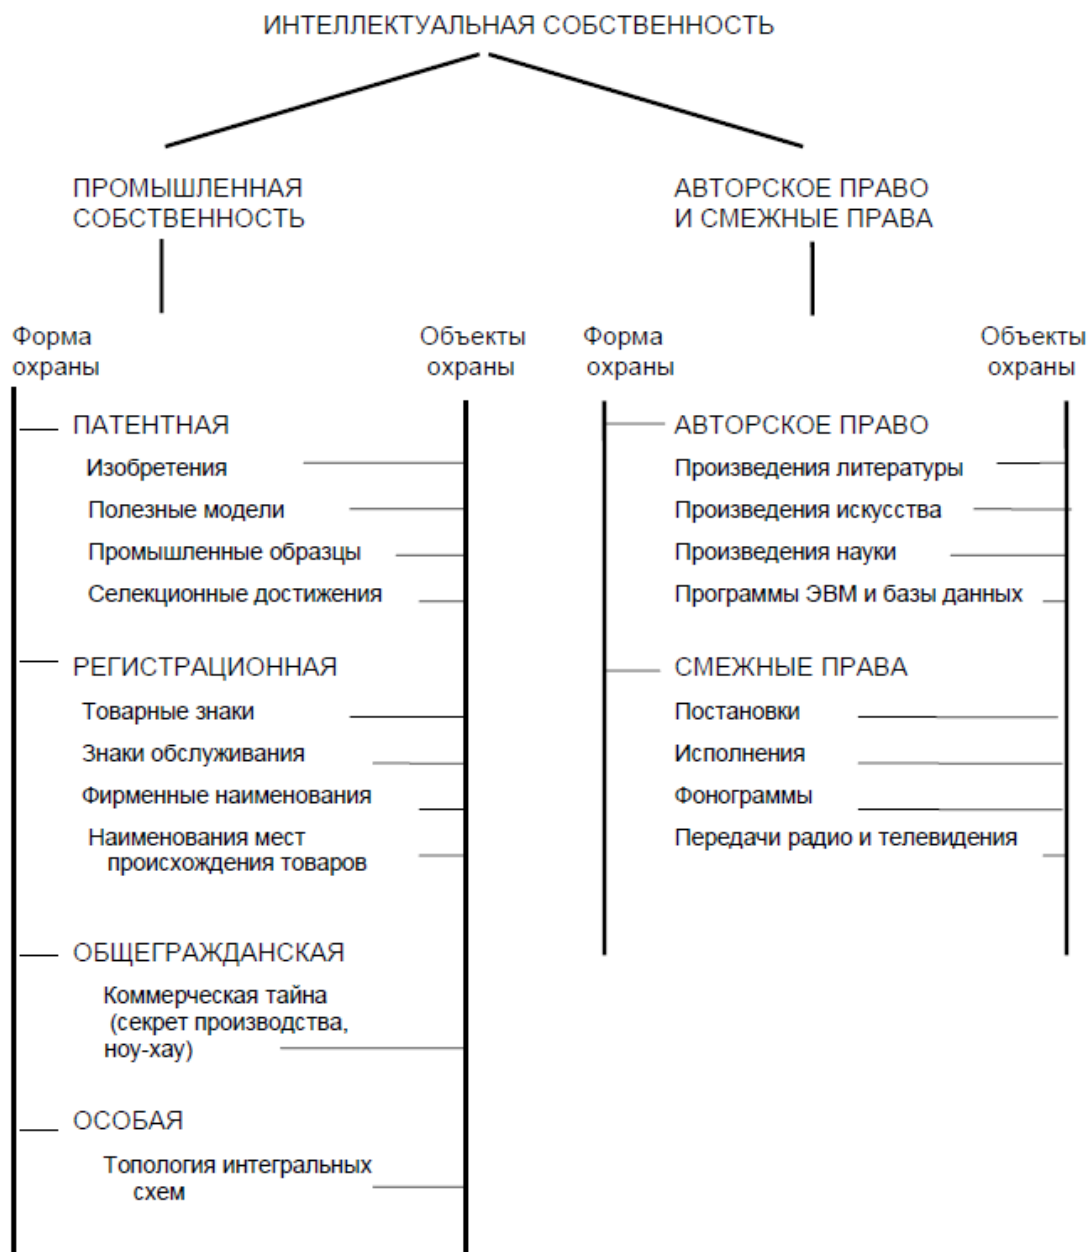 ИНТЕЛЛЕКТУАЛЬНАЯ СОБСТВЕННОСТЬ
ПРОМЫШЛЕННАЯ
СОБСТВЕННОСТЬ
Форма
охраны
Объекты
охраны
ПАТЕНТНАЯ
Изобретения
Полезные модели
Промышленные образцы
Селекционные достижения
РЕГИСТРАЦИОННАЯ
Товарные знаки
Знаки обслуживания
Фирменные наименования
Наименования мест
происхождения товаров
ОБЩЕГРАЖДАНСКАЯ
Коммерческая тайна
(секрет производства,
ноу-хау)
ОСОБАЯ
Топология интегральных
схем
АВТОРСКОЕ ПРАВО
И СМЕЖНЫЕ ПРАВА
Форма
охраны
Объекты
охраны
АВТОРСКОЕ ПРАВО
Произведения литературы
Произведения искусства
Произведения науки
Программы ЭВМ и базы данных
СМЕЖНЫЕ ПРАВА
Постановки
Исполнения
Фонограммы
Передачи радио и телевидения